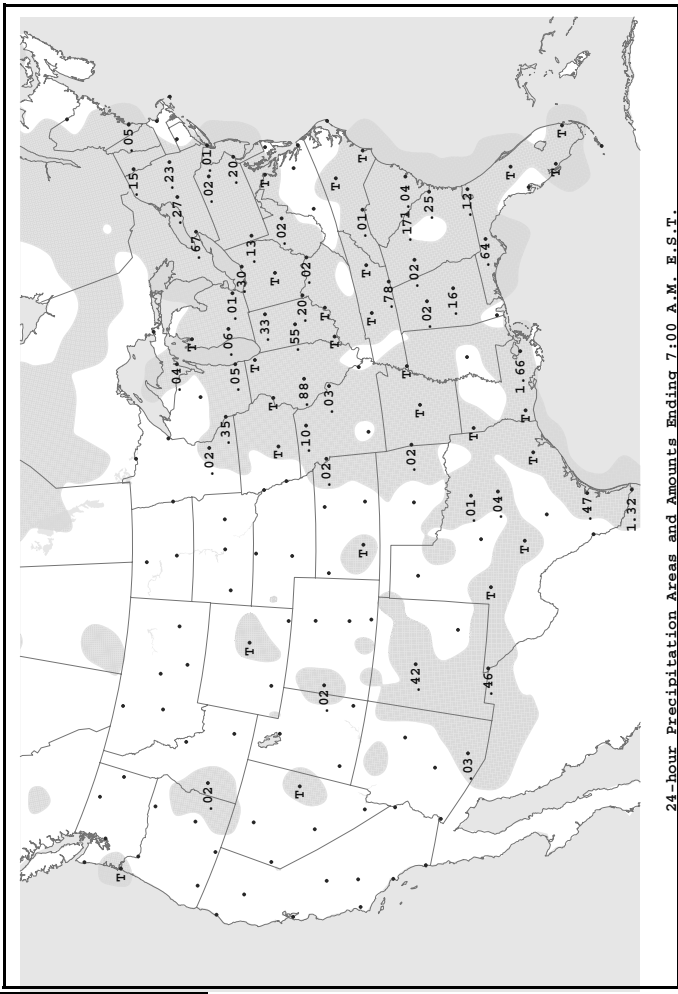 T
.15
.05
.04
.27
.23
T
.67
.02
.02
.02
.01
.35
.06
.01
.20
.05
.30
T
T
.13
.33
T
T
T
T
.02
T
.55
.88
.20
.10
.02
.02
.02
T
.03
T
T
T
T
.01
T
T
T
.78
T
.171
.04
.02
.02
.42
T
.02
.25
.16
.03
.01
.12
T
.46
T
.64
.04
T
T
T
1.66
T
T
T
.47
1.32
24-hour Precipitation Areas and Amounts Ending 7:00 A.M. E.S.T.